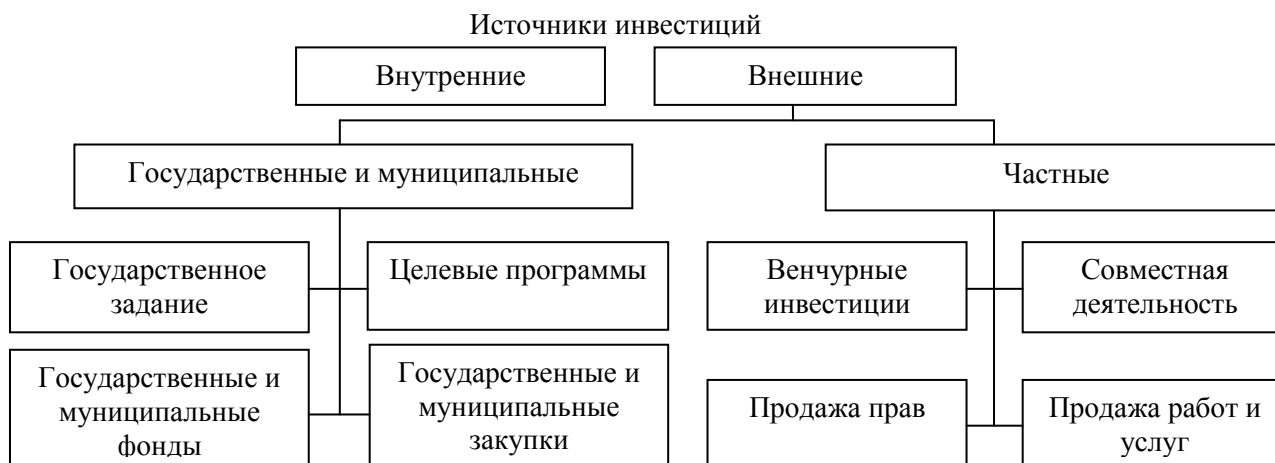 Источники инвестиций
Внутренние
Внешние
Государственные и муниципальные
Частные
Государственное
задание
Целевые программы
Венчурные
инвестиции
Совместная
деятельность
Государственные и
муниципальные
фонды
Государственные и
муниципальные
закупки
Продажа прав
Продажа работ и
услуг